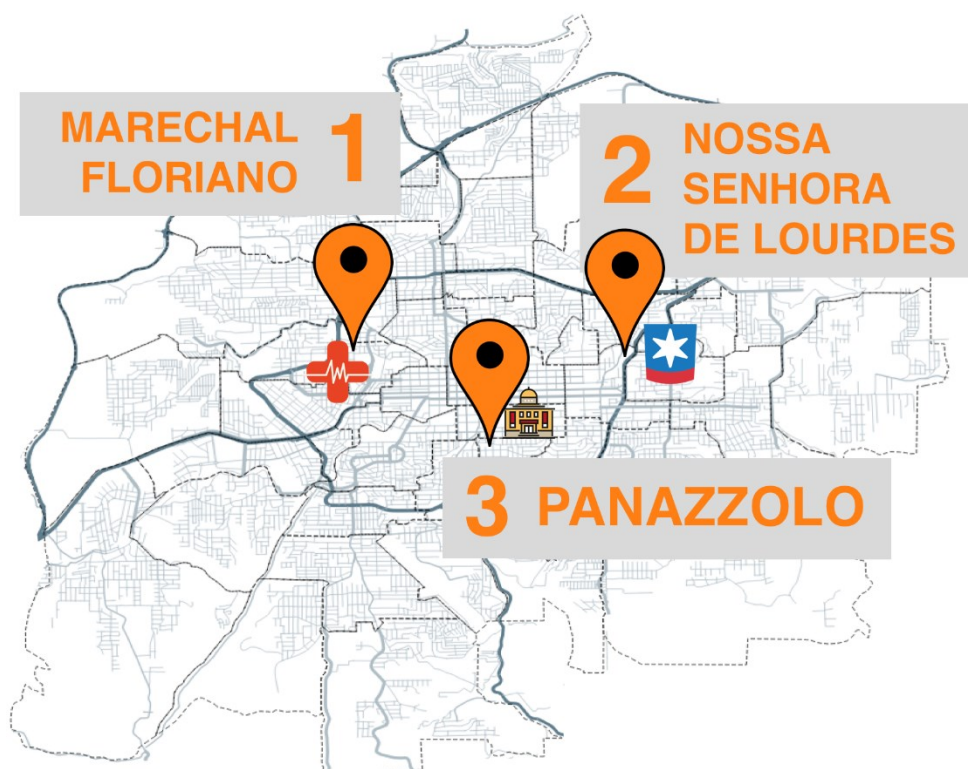 MARECHAL
FLORIANO
1
2
NOSSA
SENHORA
DE LOURDES
3 PANAZZOLO